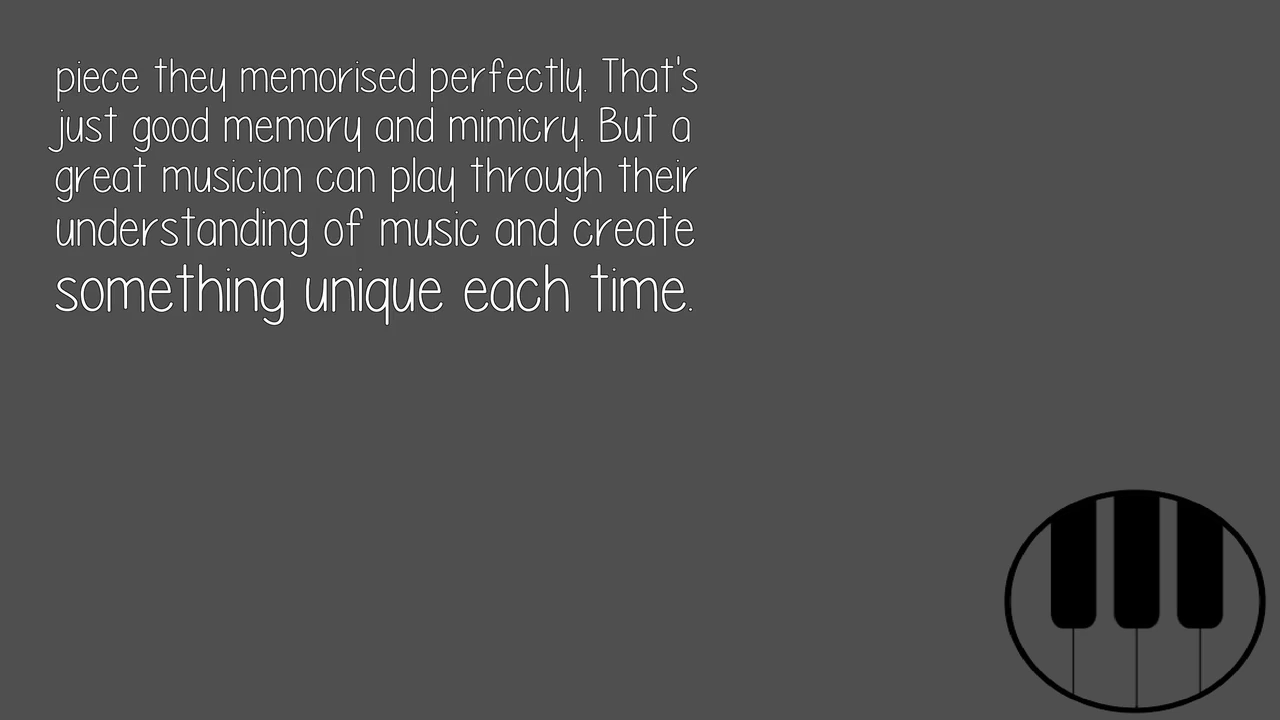 piece they memorised perfectly. That's
just good memory and mimicry. But a
great musician can play through their
understanding of music and create
something unique each time.